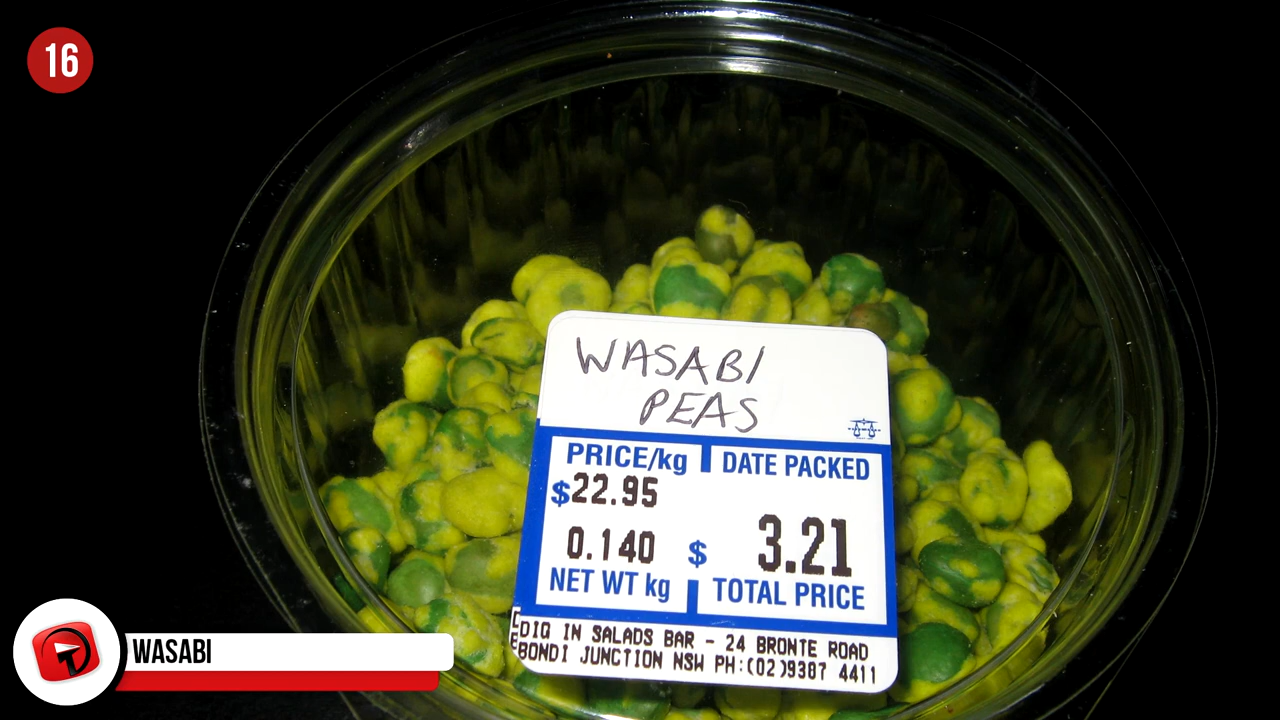 16
WASABI
PEAS
PRICE/kg
DATE PACKED
$22.95
0.140
$ 3.21
NET WT kg
TOTAL PRICE
DIG IN SALADS BAR - 24 BRONTE ROAD
BONDI JUNCTION NSW PH:(02)9387 4411
WASABI